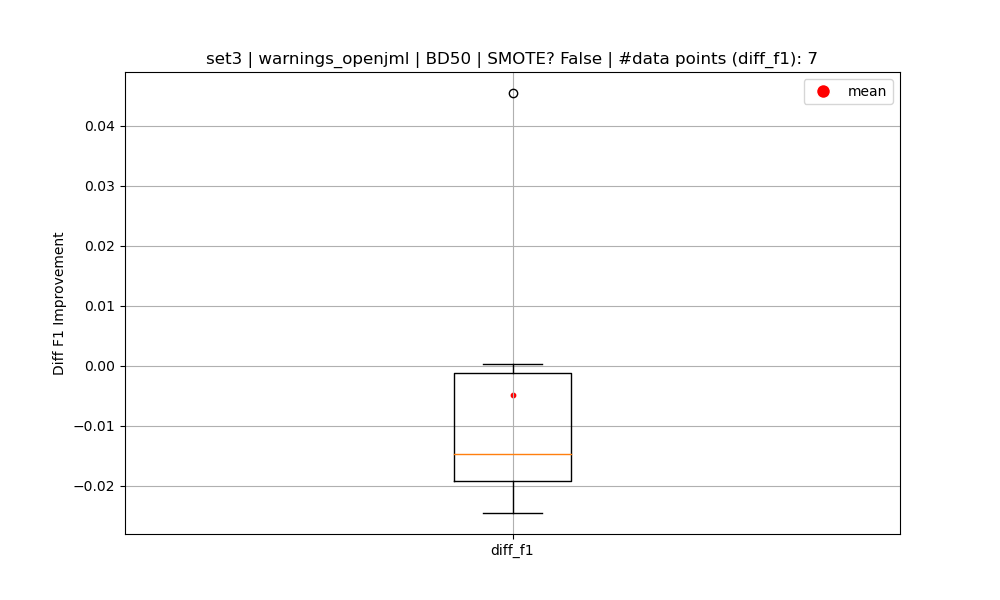 set3 | warnings_openjml | BD50 | SMOTE? False | #data points (diff_f1): 7
mean
0.04
0.03
0.02
0.01
0.00
−0.01
−0.02
Diff F1 Improvement
diff_f1